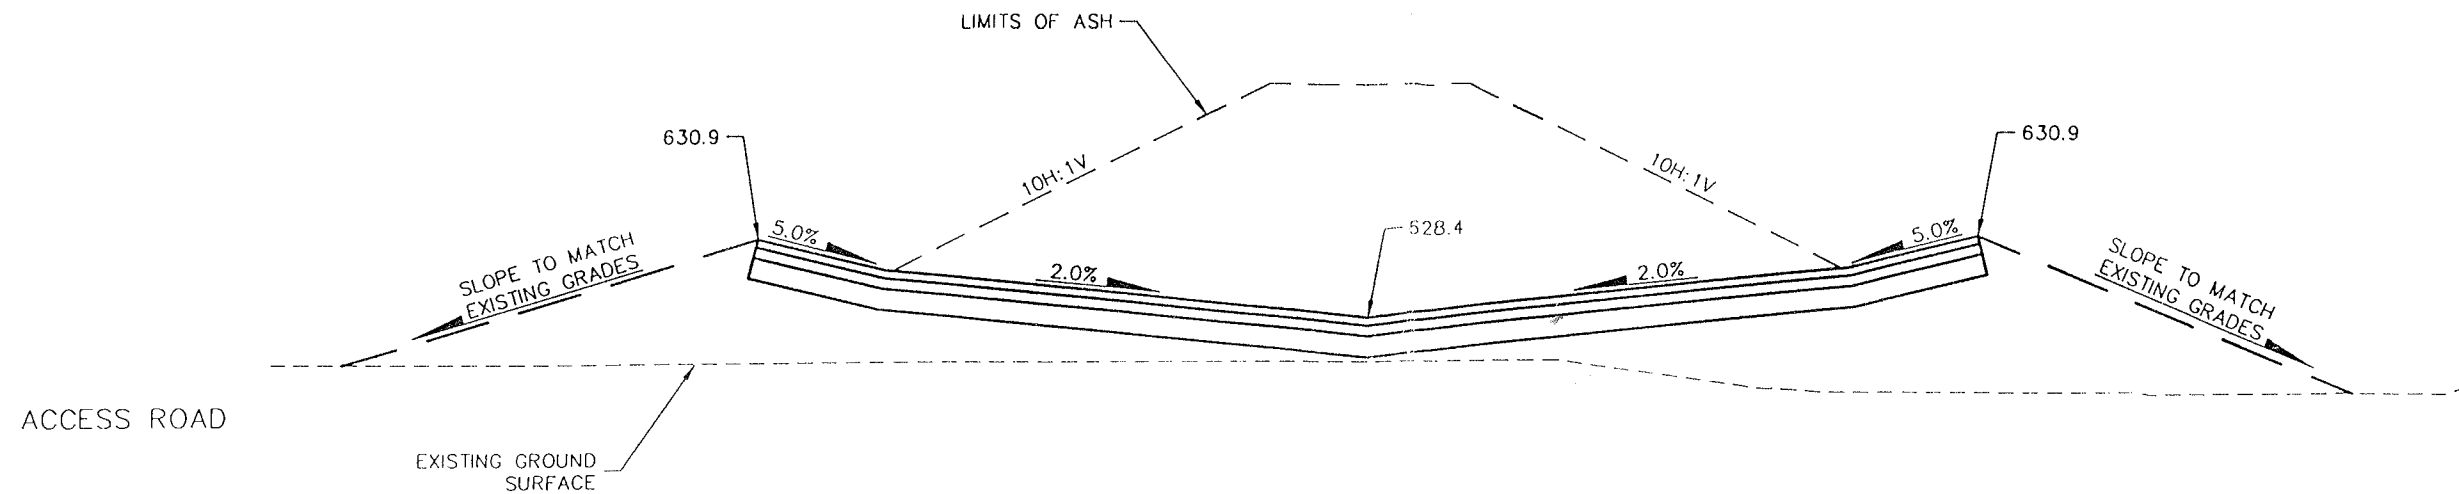 LIMITS OF ASH
630.9
630.9
10H:1V
10H:1V
5.0%
628.4
5.0%
SLOPE TO MATCH
EXISTING GRADES
2.0%
2.0%
SLOPE TO MATCH
EXISTING GRADES
ACCESS ROAD
EXISTING GROUND
SURFACE